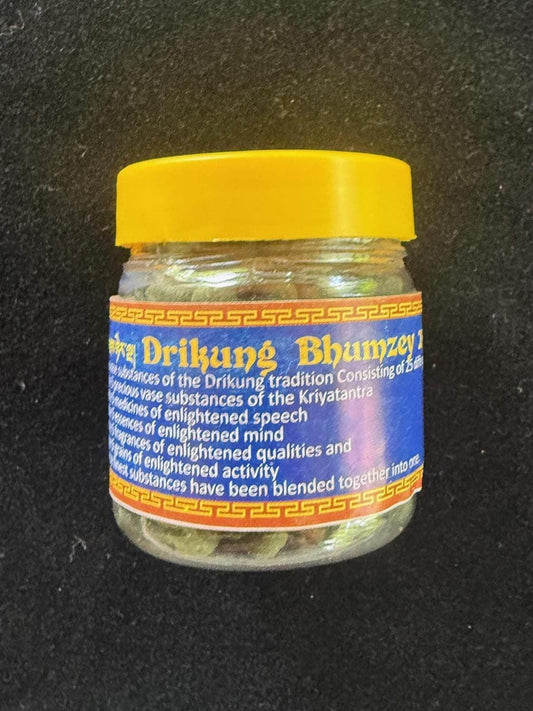 Drikung Bhumzey
substances of the Drikung tradition Consisting of 25
precious vase substances of the Kriyatantra
medicines of enlightened speech
essences of enlightened mind
fragrances of enlightened qualities and
grains of enlightened activity
substances have been blended together into one.